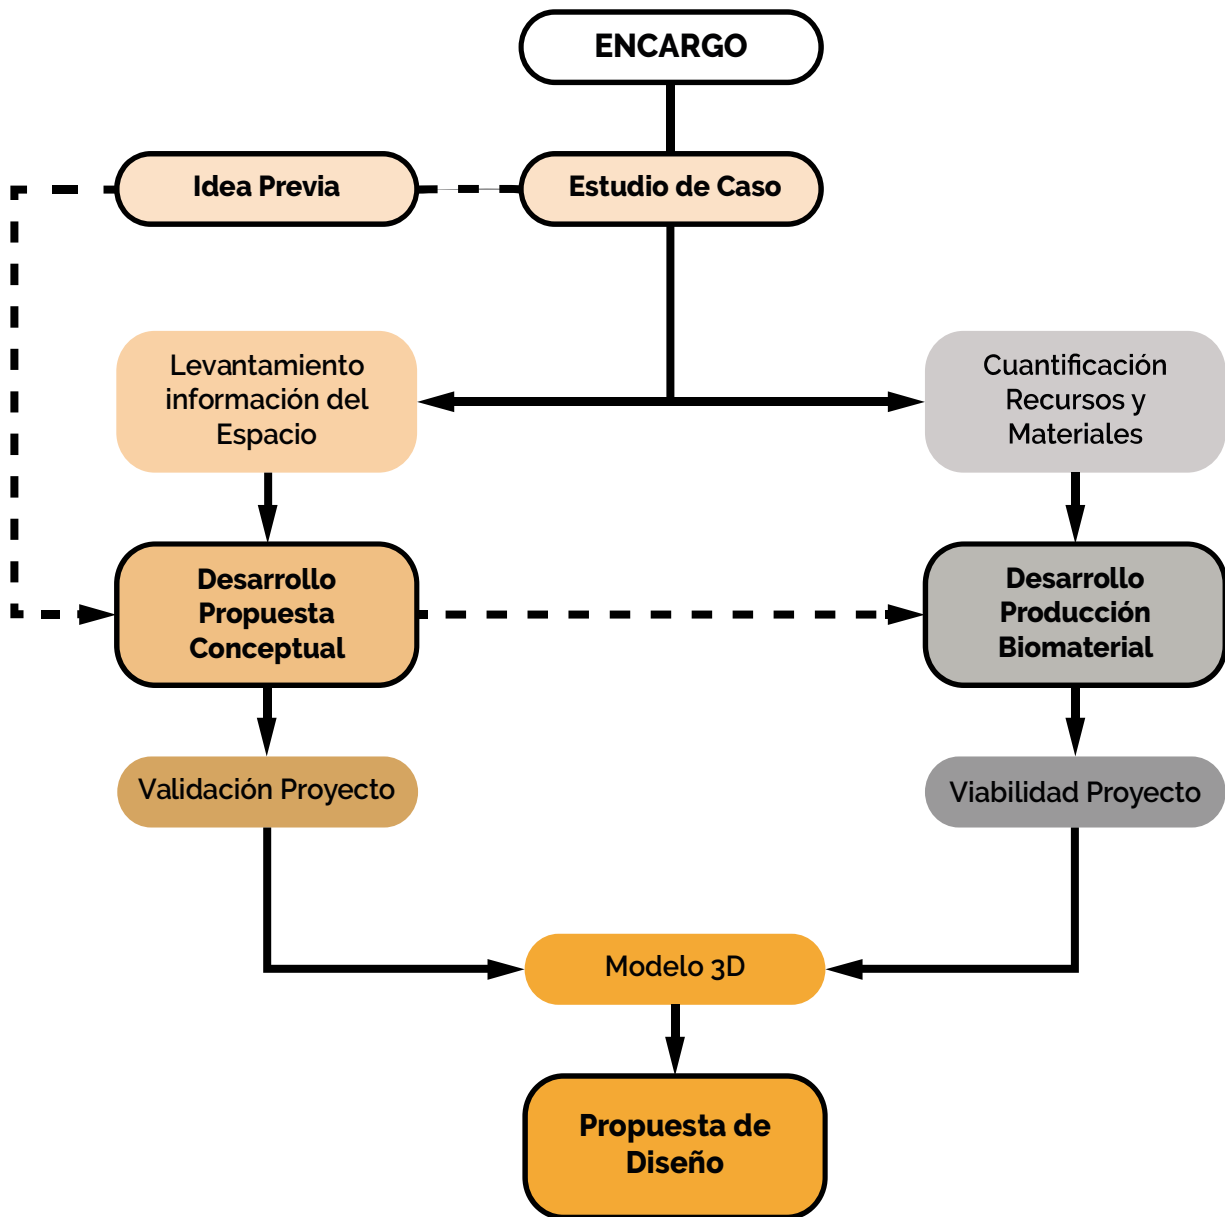 ENCARGO
Idea Previa
Estudio de Caso
Levantamiento
información del
Espacio
Cuantificación
Recursos y
Materiales
Desarrollo
Propuesta
Conceptual
Desarrollo
Producción
Biomaterial
Validación Proyecto
Viabilidad Proyecto
Modelo 3D
Propuesta de
Diseño